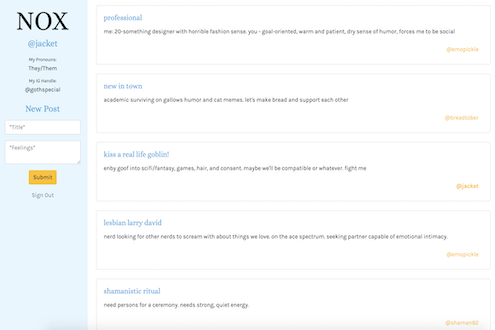 NOX
@jacket
My Pronouns:
They/Them
My IG Handle:
@gothspecial
New Post
*Title*
*Feelings*
Submit
Sign Out
professional
me: 20-something designer with horrible fashion sense. you - goal-oriented, warm and patient, dry sense of humor, forces me to be social
@emopickle
new in town
academic surviving on gallows humor and cat memes. let's make bread and support each other
@breadtober
kiss a real life goblin!
enby goof into scifi/fantasy, games, hair, and consent. maybe we'll be compatible or whatever. fight me
@jacket
lesbian larry david
nerd looking for other nerds to scream with about things we love. on the ace spectrum, seeking partner capable of emotional intimacy.
@emopickle
shamanistic ritual
need persons for a ceremony, needs strong, quiet energy.
@shaman92